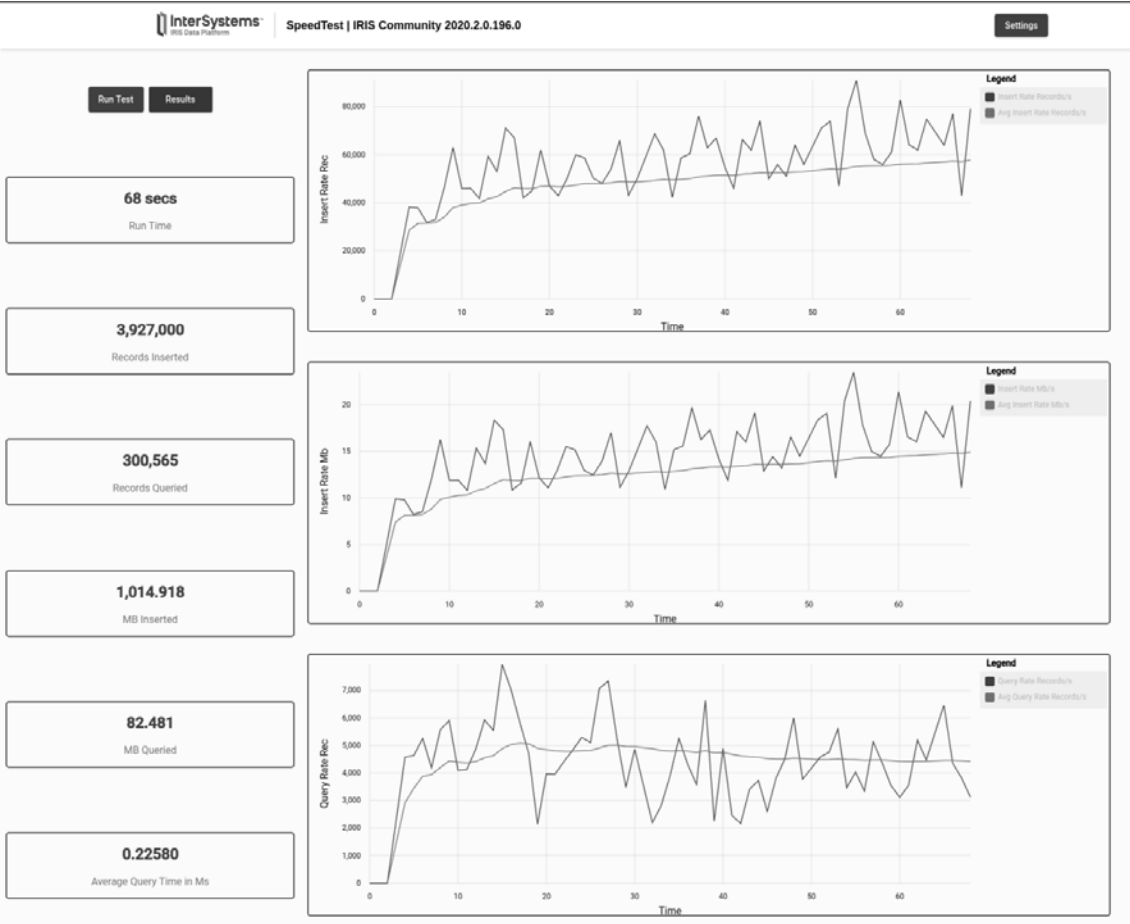 InterSystems™
IRIS Data Platform
SpeedTest | IRIS Community 2020.2.0.196.0
Settings
Run Test
Results
68 secs
Run Time
3,927,000
Records Inserted
300,565
Records Queried
1,014.918
MB Inserted
82.481
MB Queried
0.22580
Average Query Time in Ms
Insert Rate Rec
80,000
60,000
40,000
20,000
0
0 10 20 30 40 50 60
Time
Legend
Insert Rate Records/s
Avg Insert Rate Records/s
Insert Rate Mb
20
15
10
5
0
0 10 20 30 40 50 60
Time
Legend
Insert Rate Mb/s
Avg Insert Rate Mb/s
Query Rate Rec
7,000
6,000
5,000
4,000
3,000
2,000
1,000
0
0 10 20 30 40 50 60
Time
Legend
Query Rate Records/s
Avg Query Rate Records/s